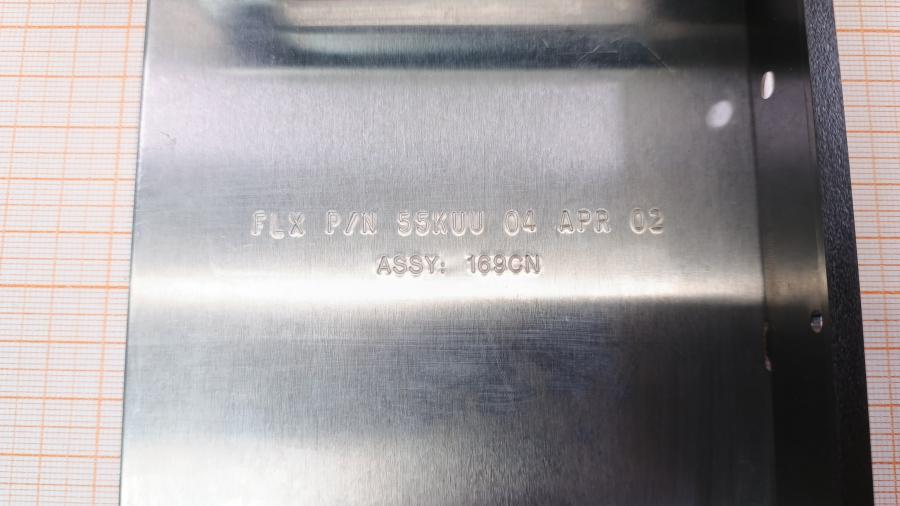 FLX P/N 55KUU 04 APR 02
ASSY: 169CN